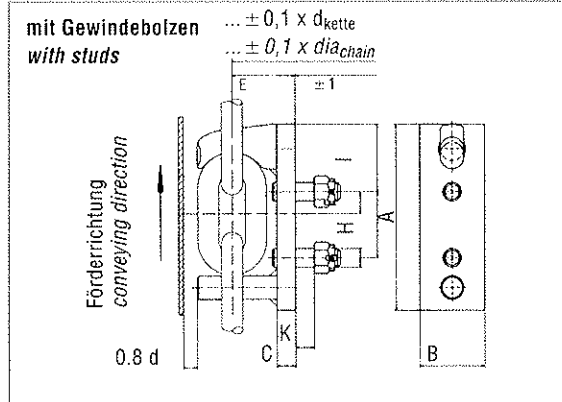 mit Gewindebolzen
with studs
... ± 0,1 x dkette
... ± 0,1 x diachain
E
±1
Förderrichtung
conveying direction
I
A
H
K
C
B
0.8 d